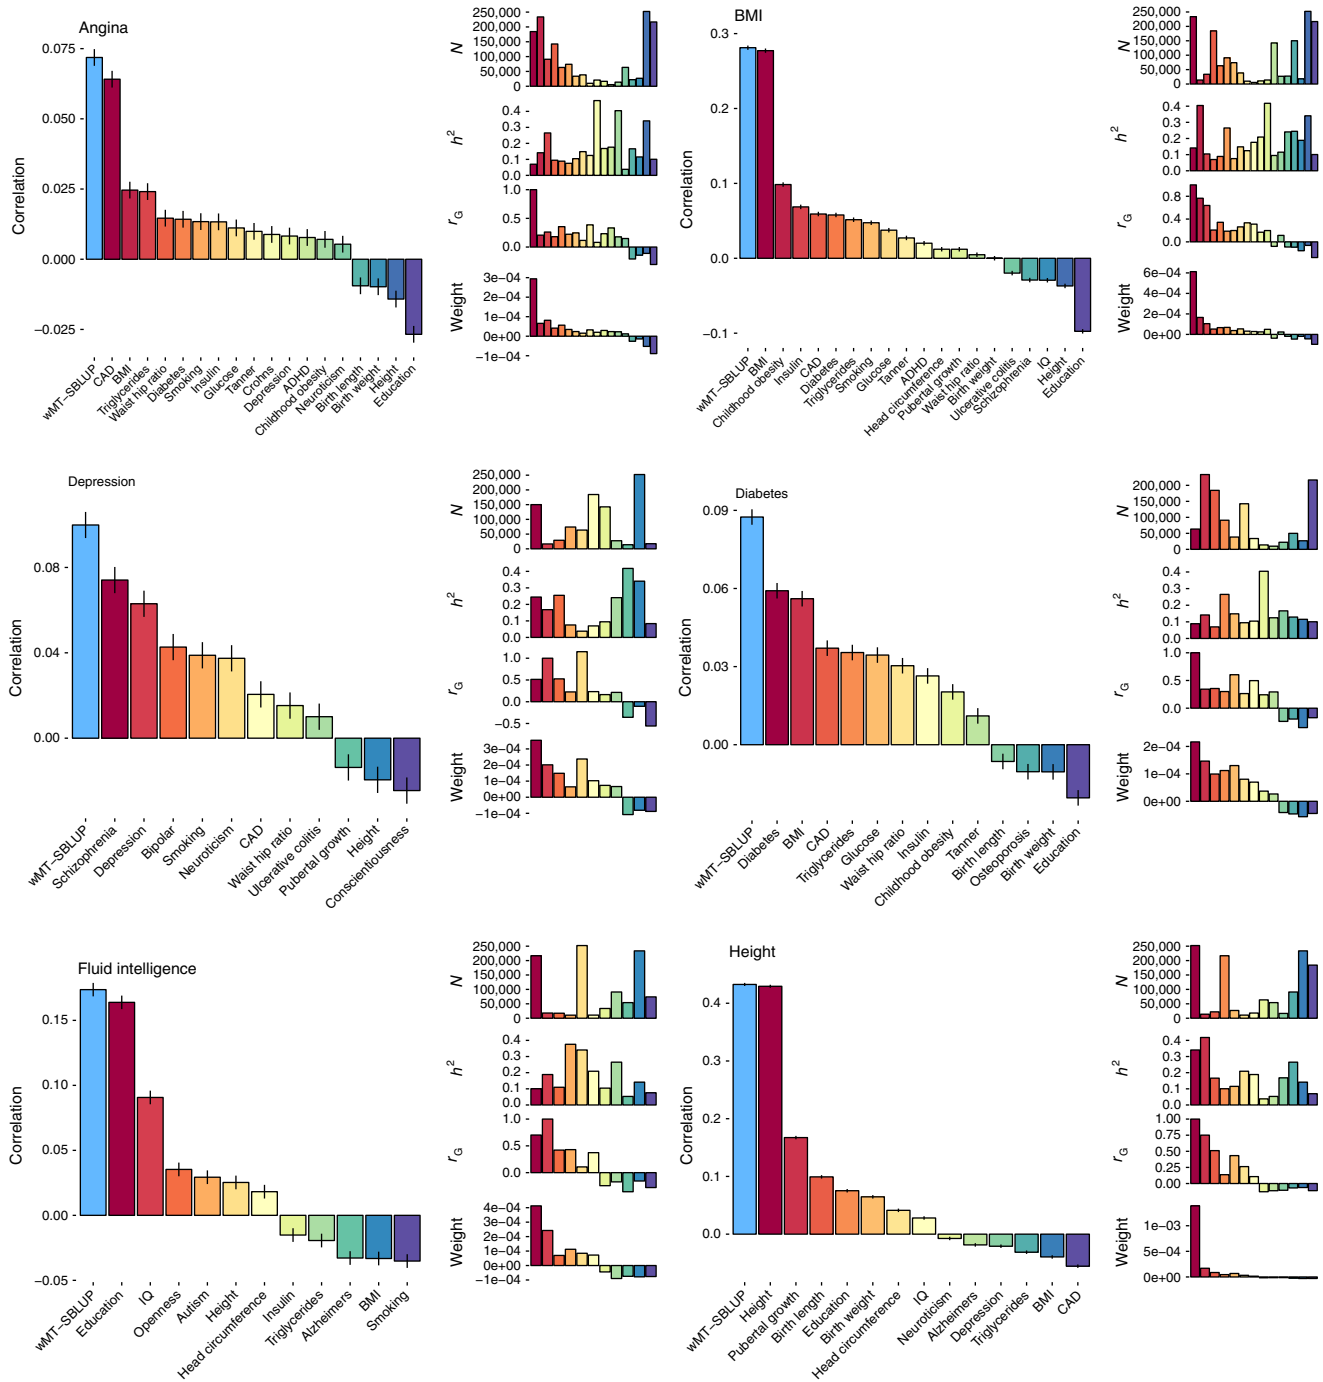 Angina
Correlation
0.075
0.050
0.025
0.000
−0.025
wMT−SBLUP
CAD
BMI
Triglycerides
Waist hip ratio
Diabetes
Smoking
Insulin
Glucose
Tanner
Crohns
Depression
ADHD
Childhood obesity
Neuroticism
Birth length
Birth weight
Height
Education
N
250,000
200,000
150,000
100,000
50,000
0
h²
0.4
0.3
0.2
0.1
0.0
rG
1.0
0.5
0.0
Weight
3e−04
2e−04
1e−04
0e+00
−1e−04
BMI
Correlation
0.3
0.2
0.1
0.0
−0.1
wMT−SBLUP
BMI
Childhood obesity
Insulin
CAD
Diabetes
Triglycerides
Smoking
Glucose
Tanner
ADHD
Head circumference
Pubertal growth
Waist hip ratio
Birth weight
Ulcerative colitis
Schizophrenia
IQ
Height
Education
N
250,000
200,000
150,000
100,000
50,000
0
h²
0.4
0.3
0.2
0.1
0.0
rG
0.8
0.4
0.0
Weight
6e−04
4e−04
2e−04
0e+00
Depression
Correlation
0.08
0.04
0.00
wMT−SBLUP
Schizophrenia
Depression
Bipolar
Smoking
Neuroticism
CAD
Waist hip ratio
Ulcerative colitis
Pubertal growth
Height
Conscientiousness
N
250,000
200,000
150,000
100,000
50,000
0
h²
0.4
0.3
0.2
0.1
0.0
rG
1.0
0.5
0.0
−0.5
Weight
3e−04
2e−04
1e−04
0e+00
−1e−04
Diabetes
Correlation
0.09
0.06
0.03
0.00
wMT−SBLUP
Diabetes
BMI
CAD
Triglycerides
Glucose
Waist hip ratio
Insulin
Childhood obesity
Tanner
Birth length
Osteoporosis
Birth weight
Education
N
200,000
150,000
100,000
50,000
0
h²
0.4
0.3
0.2
0.1
0.0
rG
1.0
0.5
0.0
Weight
2e−04
1e−04
0e+00
Fluid intelligence
Correlation
0.15
0.10
0.05
0.00
−0.05
wMT−SBLUP
Education
IQ
Openness
Autism
Height
Head circumference
Insulin
Triglycerides
Alzheimers
BMI
Smoking
N
250,000
200,000
150,000
100,000
50,000
0
h²
0.4
0.3
0.2
0.1
0.0
rG
1.0
0.5
0.0
Weight
4e−04
3e−04
2e−04
1e−04
0e+00
−1e−04
Height
Correlation
0.4
0.3
0.2
0.1
0.0
wMT−SBLUP
Height
Pubertal growth
Birth length
Education
Birth weight
Head circumference
IQ
Neuroticism
Alzheimers
Depression
Triglycerides
BMI
CAD
N
250,000
200,000
150,000
100,000
50,000
0
h²
0.4
0.3
0.2
0.1
0.0
rG
1.00
0.75
0.50
0.25
0.00
Weight
1e−03
5e−04
0e+00